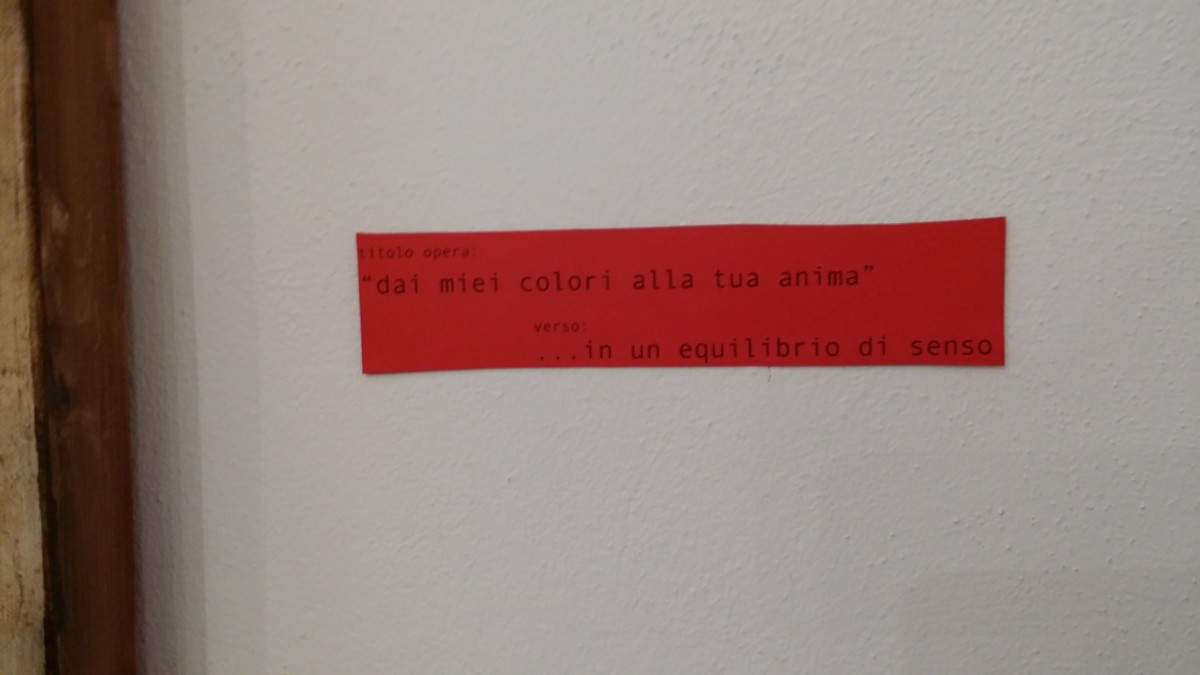 titolo opera:
“dai miei colori alla tua anima”
verso:
...in un equilibrio di senso